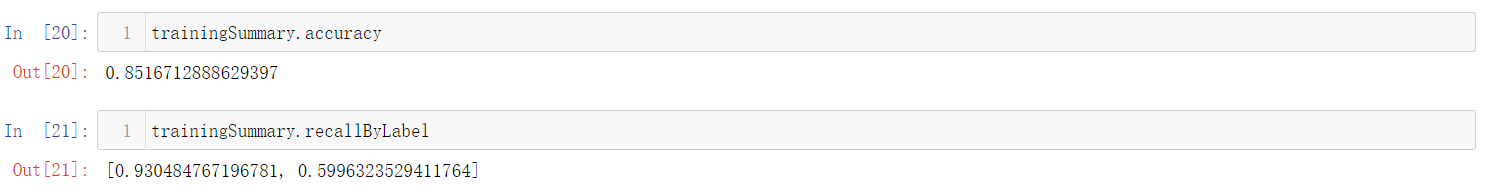 In [20]: 1 trainingSummary.accuracy
Out[20]: 0.8516712888629397
In [21]: 1 trainingSummary.recallByLabel
Out[21]: [0.930484767196781, 0.5996323529411764]